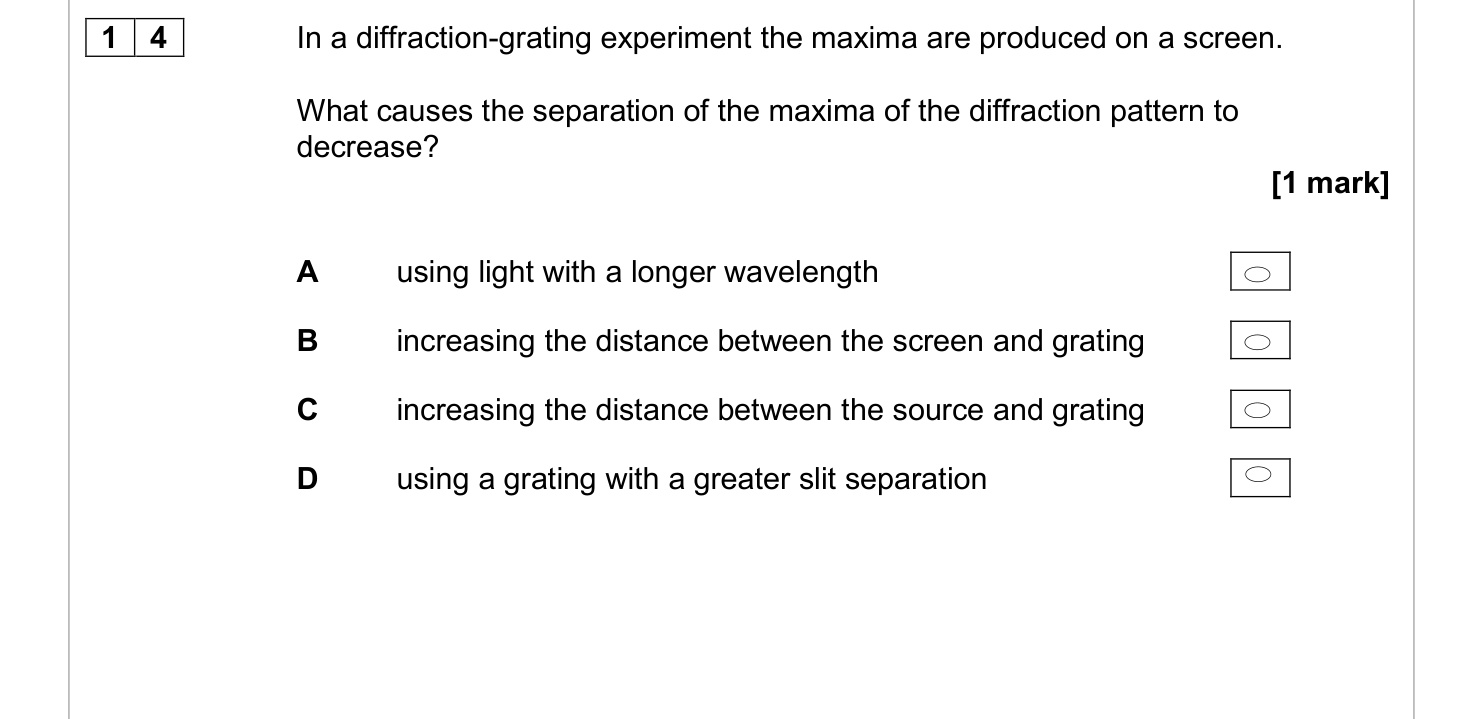 1 4 In a diffraction-grating experiment the maxima are produced on a screen.
What causes the separation of the maxima of the diffraction pattern to
decrease?
[1 mark]
A using light with a longer wavelength
B increasing the distance between the screen and grating
C increasing the distance between the source and grating
D using a grating with a greater slit separation